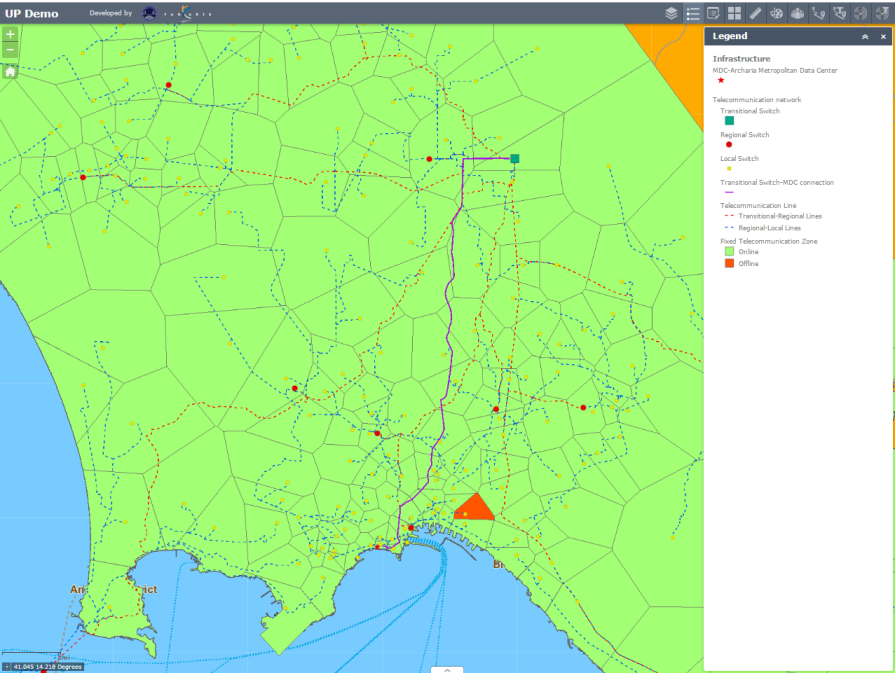 UP Demo
Developed by
Legend
Infrastructure
MDC-Archaria Metropolitan Data Center
Telecommunication network
Transitional Switch
Regional Switch
Local Switch
Transitional Switch-MDC connection
Telecommunication Line
Transitional-Regional Lines
Regional-Local Lines
Fixed Telecommunication Zone
Online
Offline
An
rict
41.045 14.218 Degrees